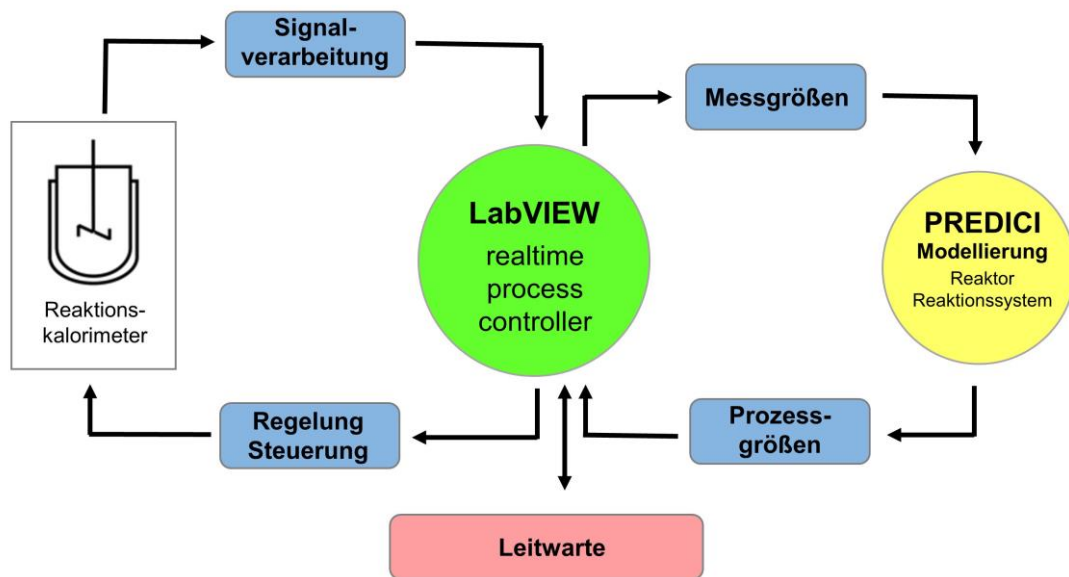 Signal-
verarbeitung
Messgrößen
Reaktions-
kalorimeter
LabVIEW
realtime
process
controller
PREDICI
Modellierung
Reaktor
Reaktionssystem
Regelung
Steuerung
Prozess-
größen
Leitwarte